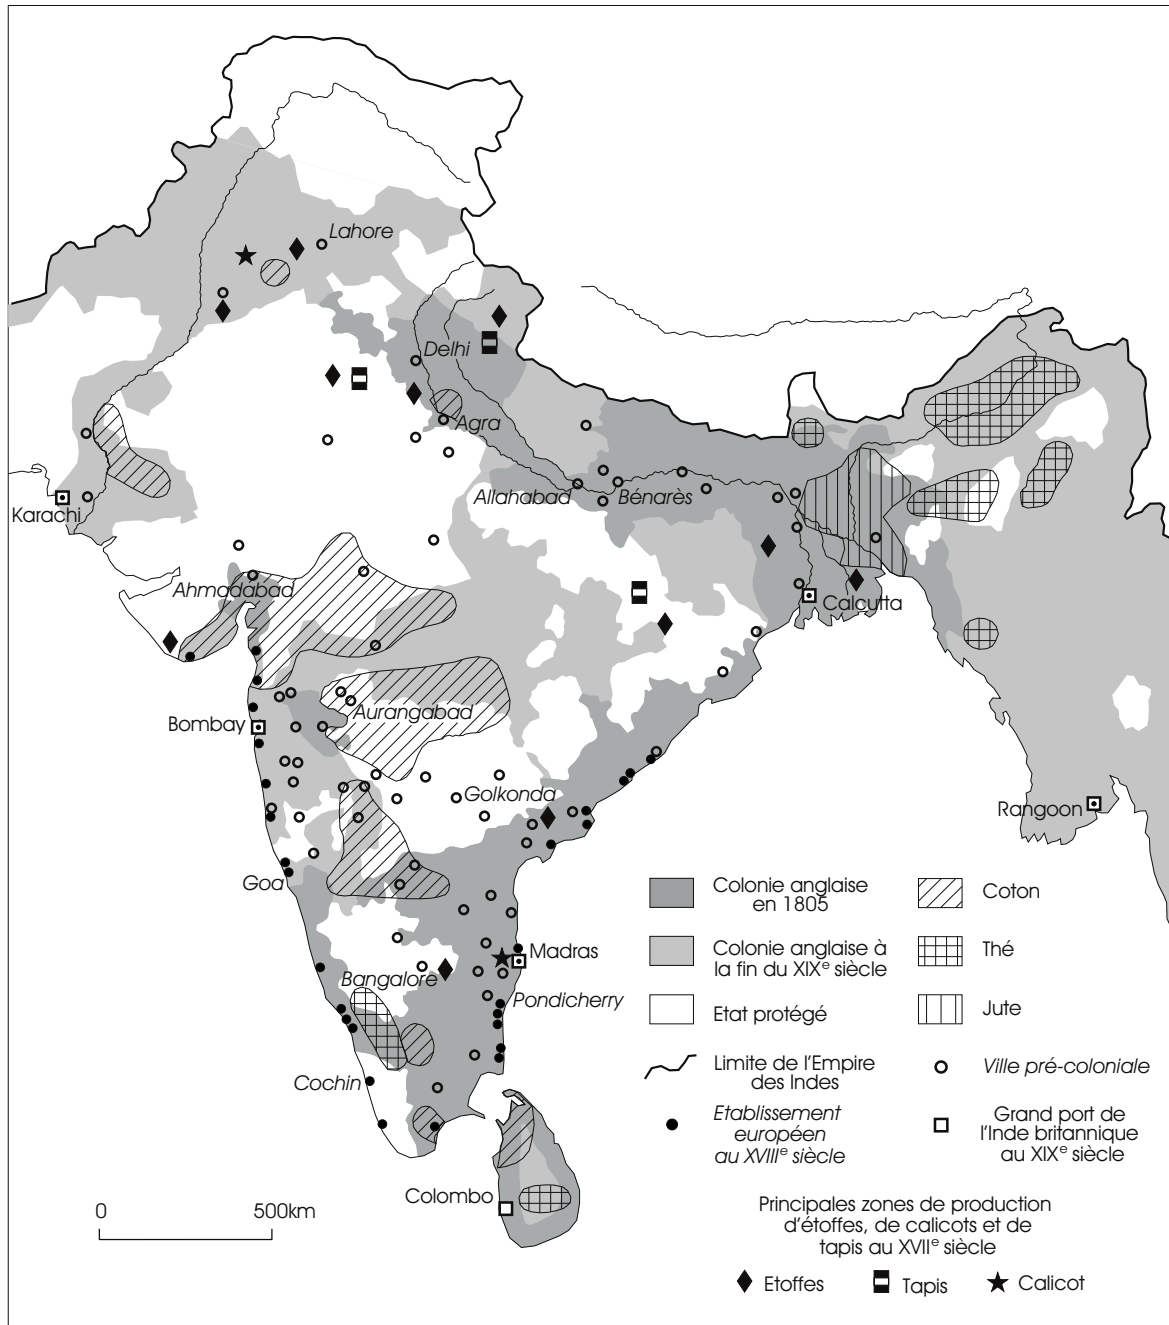 Lahore
Delhi
Agra
Allahabad
Bénarès
Karachi
Ahmadabad
Calcutta
Aurangabad
Bombay
Golkonda
Rangoon
Goa
Madras
Bangalore
Pondicherry
Cochin
Colombo
0 500km
Colonie anglaise
en 1805
Colonie anglaise à
la fin du XIXe siècle
Etat protégé
Limite de l'Empire
des Indes
Etablissement
européen
au XVIIIe siècle
Coton
Thé
Jute
Ville pré-coloniale
Grand port de
l'Inde britannique
au XIXe siècle
Principales zones de production
d'étoffes, de calicots et de
tapis au XVIIe siècle
Etoffes
Tapis
Calicot